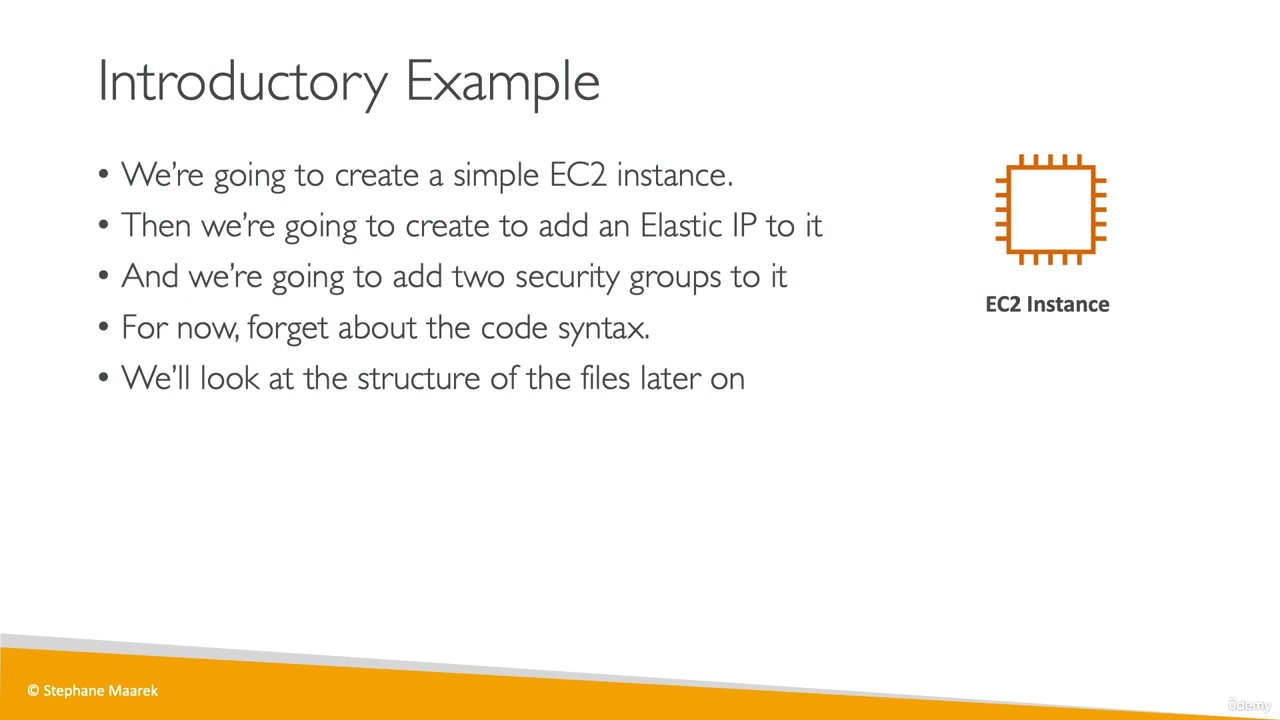 Introductory Example
• We’re going to create a simple EC2 instance.
• Then we’re going to create to add an Elastic IP to it
• And we’re going to add two security groups to it
• For now, forget about the code syntax.
• We’ll look at the structure of the files later on
EC2 Instance
© Stephane Maarek
ûdemy